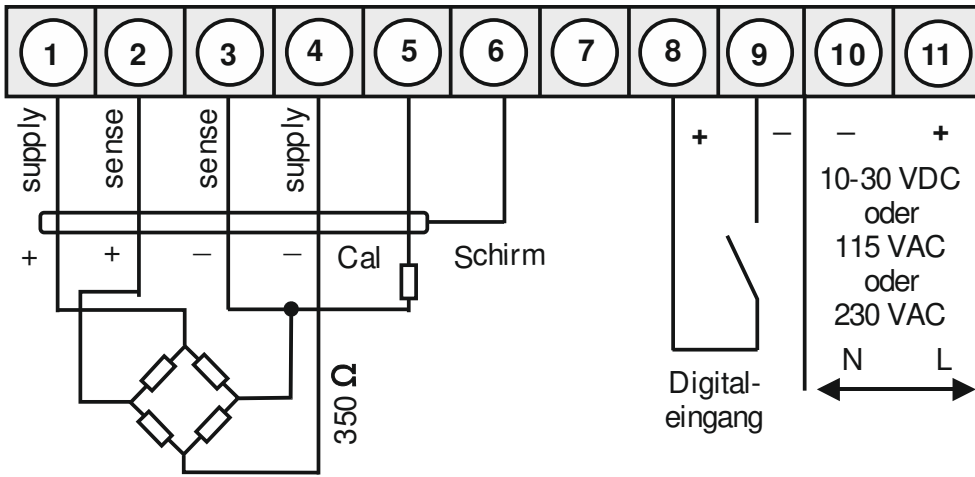 1 2 3 4 5 6 7 8 9 10 11
supply sense sense supply
+ − − +
+ + − − Cal Schirm
10-30 VDC
oder
115 VAC
oder
230 VAC
N L
350 Ω
Digital-
eingang